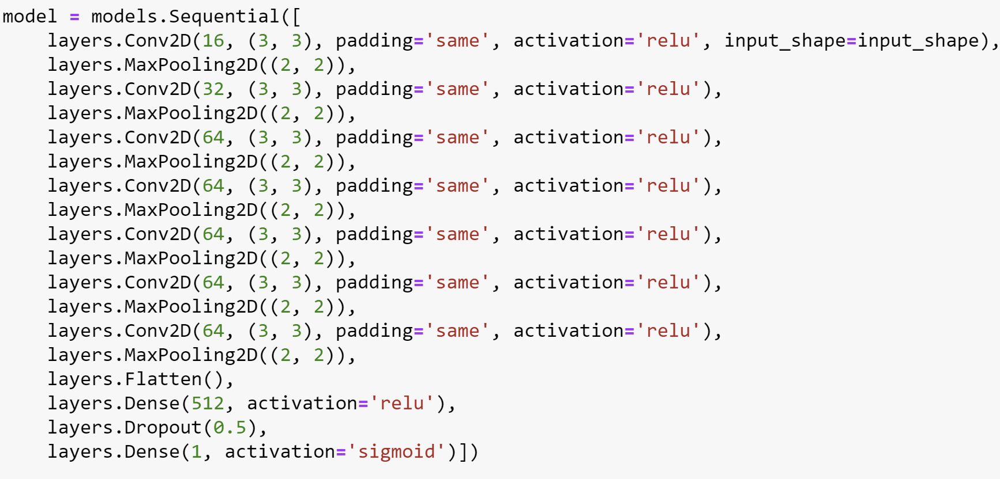 model = models.Sequential([
    layers.Conv2D(16, (3, 3), padding='same', activation='relu', input_shape=input_shape),
    layers.MaxPooling2D((2, 2)),
    layers.Conv2D(32, (3, 3), padding='same', activation='relu'),
    layers.MaxPooling2D((2, 2)),
    layers.Conv2D(64, (3, 3), padding='same', activation='relu'),
    layers.MaxPooling2D((2, 2)),
    layers.Conv2D(64, (3, 3), padding='same', activation='relu'),
    layers.MaxPooling2D((2, 2)),
    layers.Conv2D(64, (3, 3), padding='same', activation='relu'),
    layers.MaxPooling2D((2, 2)),
    layers.Conv2D(64, (3, 3), padding='same', activation='relu'),
    layers.MaxPooling2D((2, 2)),
    layers.Conv2D(64, (3, 3), padding='same', activation='relu'),
    layers.MaxPooling2D((2, 2)),
    layers.Flatten(),
    layers.Dense(512, activation='relu'),
    layers.Dropout(0.5),
    layers.Dense(1, activation='sigmoid')])